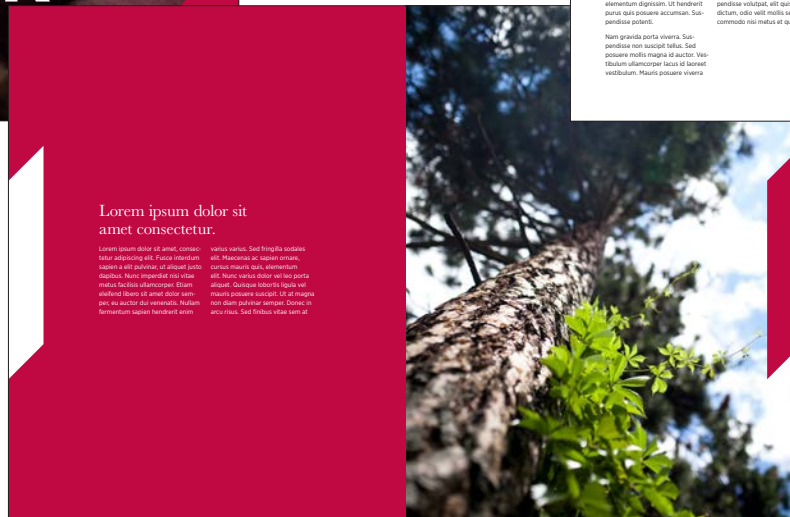 elementum dignissim. Ut hendrerit
purus quis posuere accumsan. Sus-
pendisse potenti.
Nam gravida porta viverra. Sus-
pendisse non suscipit tellus. Sed
posuere mollis magna id auctor. Ves-
tibulum ullamcorper lacus id laoreet
vestibulum. Mauris posuere viverra
pendisse volutpat, elit quis
dictum, odio velit mollis se
commodo nisi metus et qu
Lorem ipsum dolor sit
amet consectetur.
Lorem ipsum dolor sit amet, consec-
tetur adipiscing elit. Fusce interdum
sapien a elit pulvinar, ut aliquet justo
dapibus. Nunc imperdiet nisi vitae
metus facilisis ullamcorper. Etiam
eleifend libero sit amet dolor sem-
per, eu auctor dui venenatis. Nullam
fermentum sapien hendrerit enim
varius varius. Sed fringilla sodales
elit. Maecenas ac sapien ornare,
cursus mauris quis, elementum
elit. Nunc varius dolor vel leo porta
aliquet. Quisque lobortis ligula vel
mauris posuere suscipit. Ut at magna
non diam pulvinar semper. Donec in
arcu risus. Sed finibus vitae sem at